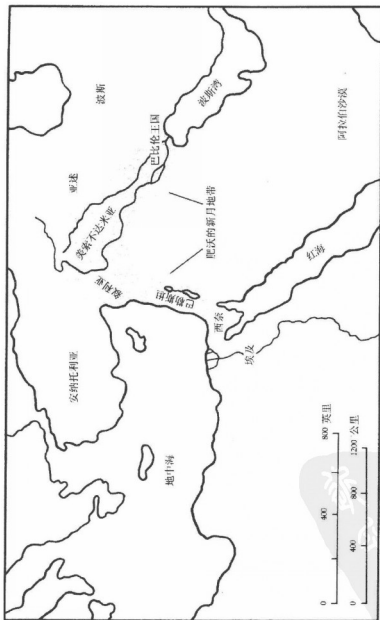 波斯
亚述
安纳托利亚
美索不达米亚
巴比伦王国
波斯湾
叙利亚
肥沃的新月地带
巴勒斯坦
地中海
西奈
埃及
红海
阿拉伯沙漠
0 400 800 英里
0 400 800 1200 公里